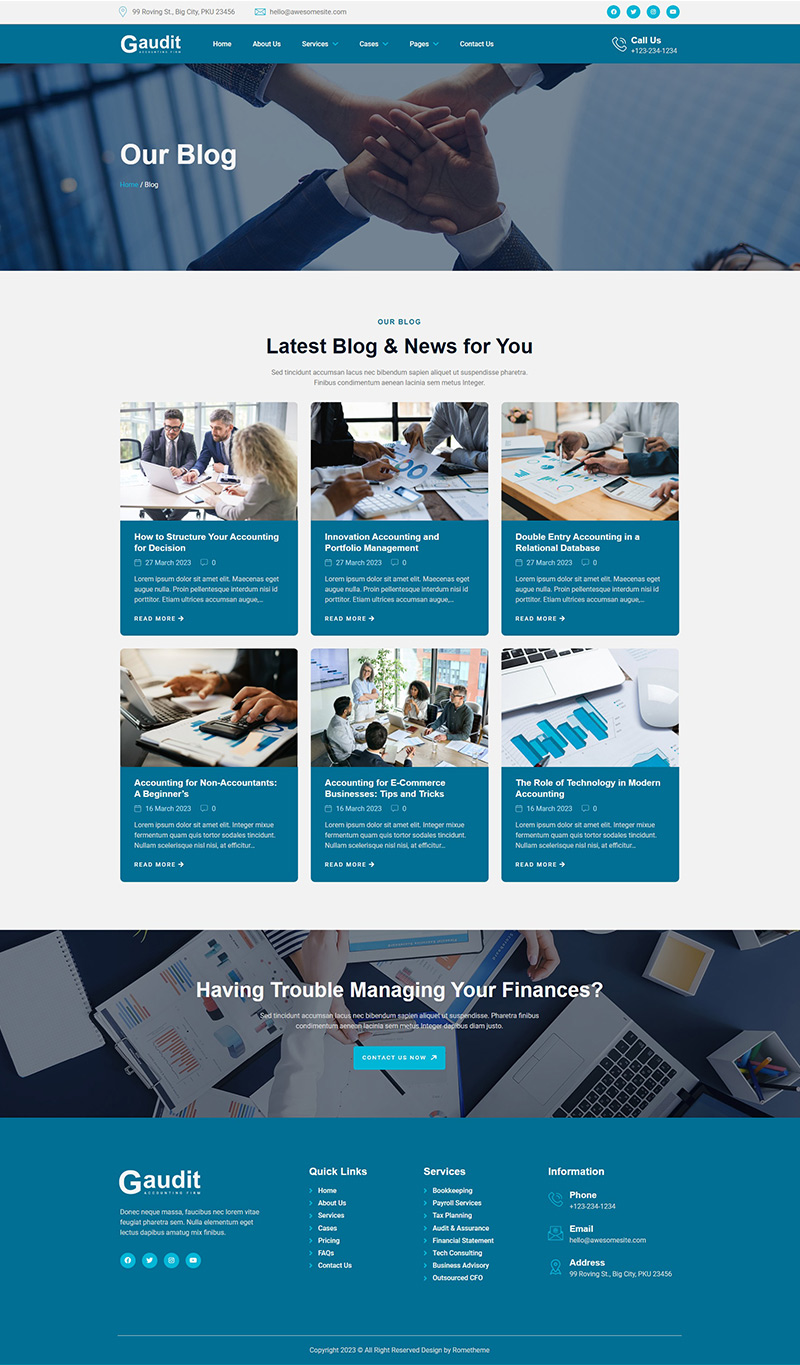 99 Roving St., Big City, PKU 23456
hello@awesomesite.com
Gaudit
ACCOUNTING FIRM
Home
About Us
Services
Cases
Pages
Contact Us
Call Us
+123-234-1234
Our Blog
Home / Blog
OUR BLOG
Latest Blog & News for You
Sed tincidunt accumsan lacus nec bibendum sapien aliquet ut suspendisse pharetra.
Finibus condimentum aenean lacinia sem metus Integer.
How to Structure Your Accounting
for Decision
27 March 2023
0
Lorem ipsum dolor sit amet elit. Maecenas eget
augue nulla. Proin pellentesque interdum nisi id
porttitor. Etiam ultrices accumsan augue,...
READ MORE
Innovation Accounting and
Portfolio Management
27 March 2023
0
Lorem ipsum dolor sit amet elit. Maecenas eget
augue nulla. Proin pellentesque interdum nisi id
porttitor. Etiam ultrices accumsan augue,...
READ MORE
Double Entry Accounting in a
Relational Database
27 March 2023
0
Lorem ipsum dolor sit amet elit. Maecenas eget
augue nulla. Proin pellentesque interdum nisi id
porttitor. Etiam ultrices accumsan augue,...
READ MORE
Accounting for Non-Accountants:
A Beginner's
16 March 2023
0
Lorem ipsum dolor sit amet elit. Integer mixue
fermentum quam quis tortor sodales tincidunt.
Nullam scelerisque nisl nisi, at efficitur...
READ MORE
Accounting for E-Commerce
Businesses: Tips and Tricks
16 March 2023
0
Lorem ipsum dolor sit amet elit. Integer mixue
fermentum quam quis tortor sodales tincidunt.
Nullam scelerisque nisl nisi, at efficitur...
READ MORE
The Role of Technology in Modern
Accounting
16 March 2023
0
Lorem ipsum dolor sit amet elit. Integer mixue
fermentum quam quis tortor sodales tincidunt.
Nullam scelerisque nisl nisi, at efficitur...
READ MORE
Having Trouble Managing Your Finances?
Sed tincidunt accumsan lacus nec bibendum sapien aliquet ut suspendisse. Pharetra finibus
condimentum aenean lacinia sem metus Integer dapibus diam justo.
CONTACT US NOW
Gaudit
ACCOUNTING FIRM
Donec neque massa, faucibus nec lorem vitae
feugiat pharetra sem. Nulla elementum eget
lectus dapibus amatug mix finibus.
Quick Links
Home
About Us
Services
Cases
Pricing
FAQs
Contact Us
Services
Bookkeeping
Payroll Services
Tax Planning
Audit & Assurance
Financial Statement
Tech Consulting
Business Advisory
Outsourced CFO
Information
Phone
+123-234-1234
Email
hello@awesomesite.com
Address
99 Roving St., Big City, PKU 23456
Copyright 2023 © All Right Reserved Design by Rometheme